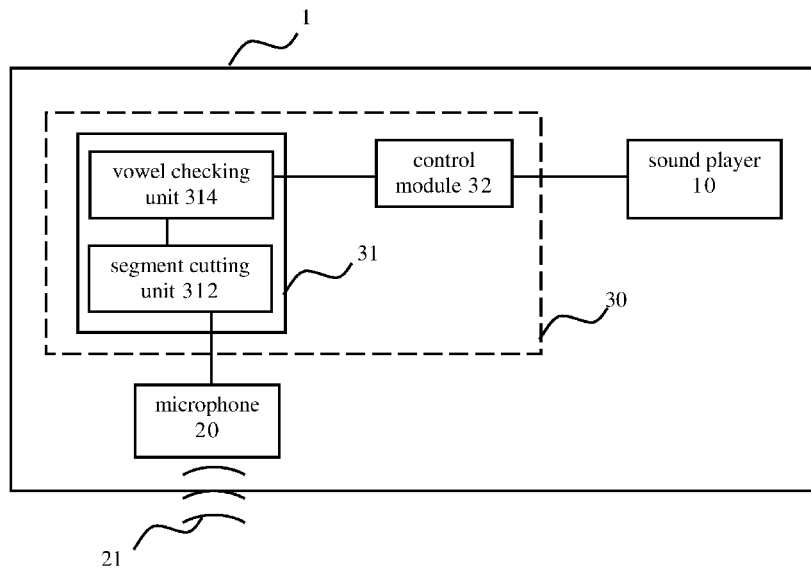 1
vowel checking
unit 314
control
module 32
sound player
10
segment cutting
unit 312
31
30
microphone
20
21